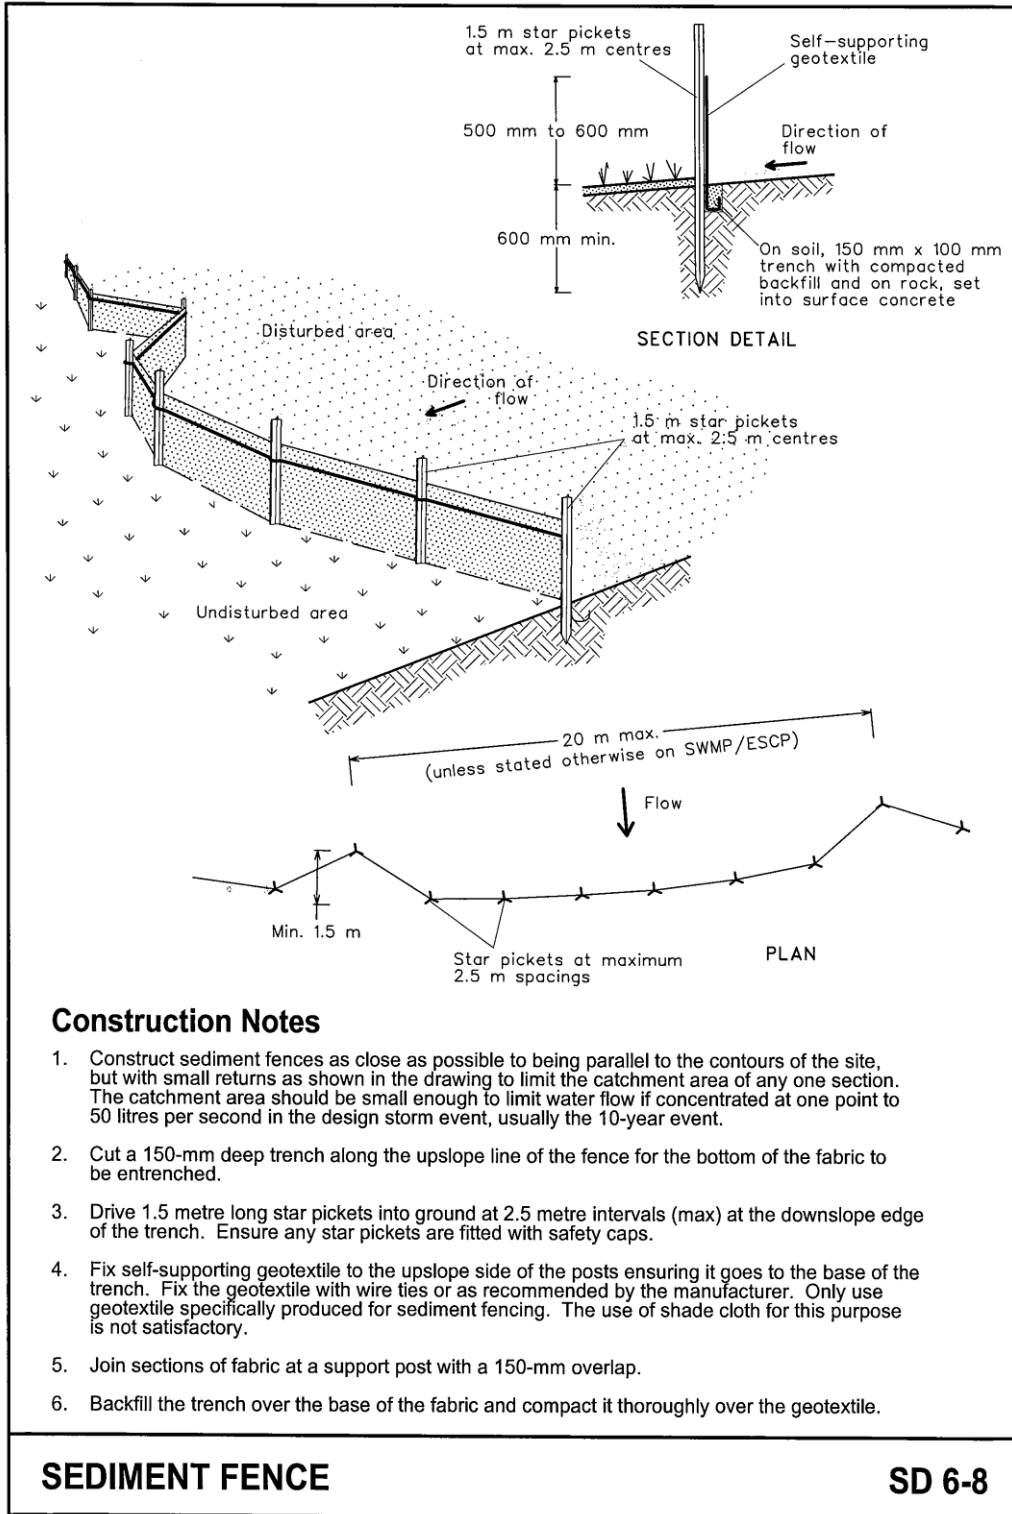 1.5 m star pickets
at max. 2.5 m centres
Self-supporting
geotextile
500 mm to 600 mm
Direction of
flow
600 mm min.
On soil, 150 mm x 100 mm
trench with compacted
backfill and on rock, set
into surface concrete
SECTION DETAIL
Disturbed area
Direction of
flow
1.5 m star pickets
at max. 2.5 m centres
Undisturbed area
20 m max.
(unless stated otherwise on SWMP/ESCP)
Flow
Min. 1.5 m
Star pickets at maximum
2.5 m spacings
PLAN
Construction Notes
1. Construct sediment fences as close as possible to being parallel to the contours of the site,
but with small returns as shown in the drawing to limit the catchment area of any one section.
The catchment area should be small enough to limit water flow if concentrated at one point to
50 litres per second in the design storm event, usually the 10-year event.
2. Cut a 150-mm deep trench along the upslope line of the fence for the bottom of the fabric to
be entrenched.
3. Drive 1.5 metre long star pickets into ground at 2.5 metre intervals (max) at the downslope edge
of the trench. Ensure any star pickets are fitted with safety caps.
4. Fix self-supporting geotextile to the upslope side of the posts ensuring it goes to the base of the
trench. Fix the geotextile with wire ties or as recommended by the manufacturer. Only use
geotextile specifically produced for sediment fencing. The use of shade cloth for this purpose
is not satisfactory.
5. Join sections of fabric at a support post with a 150-mm overlap.
6. Backfill the trench over the base of the fabric and compact it thoroughly over the geotextile.
SEDIMENT FENCE
SD 6-8